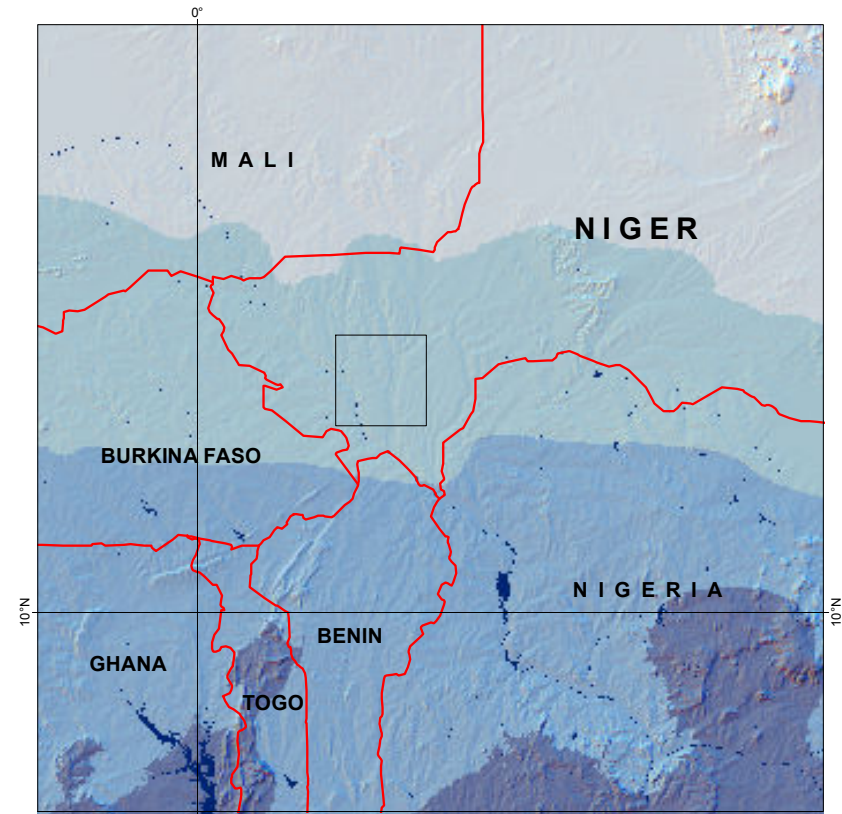 0°
MALI
NIGER
BURKINA FASO
10°N
NIGERIA
10°N
BENIN
GHANA
TOGO